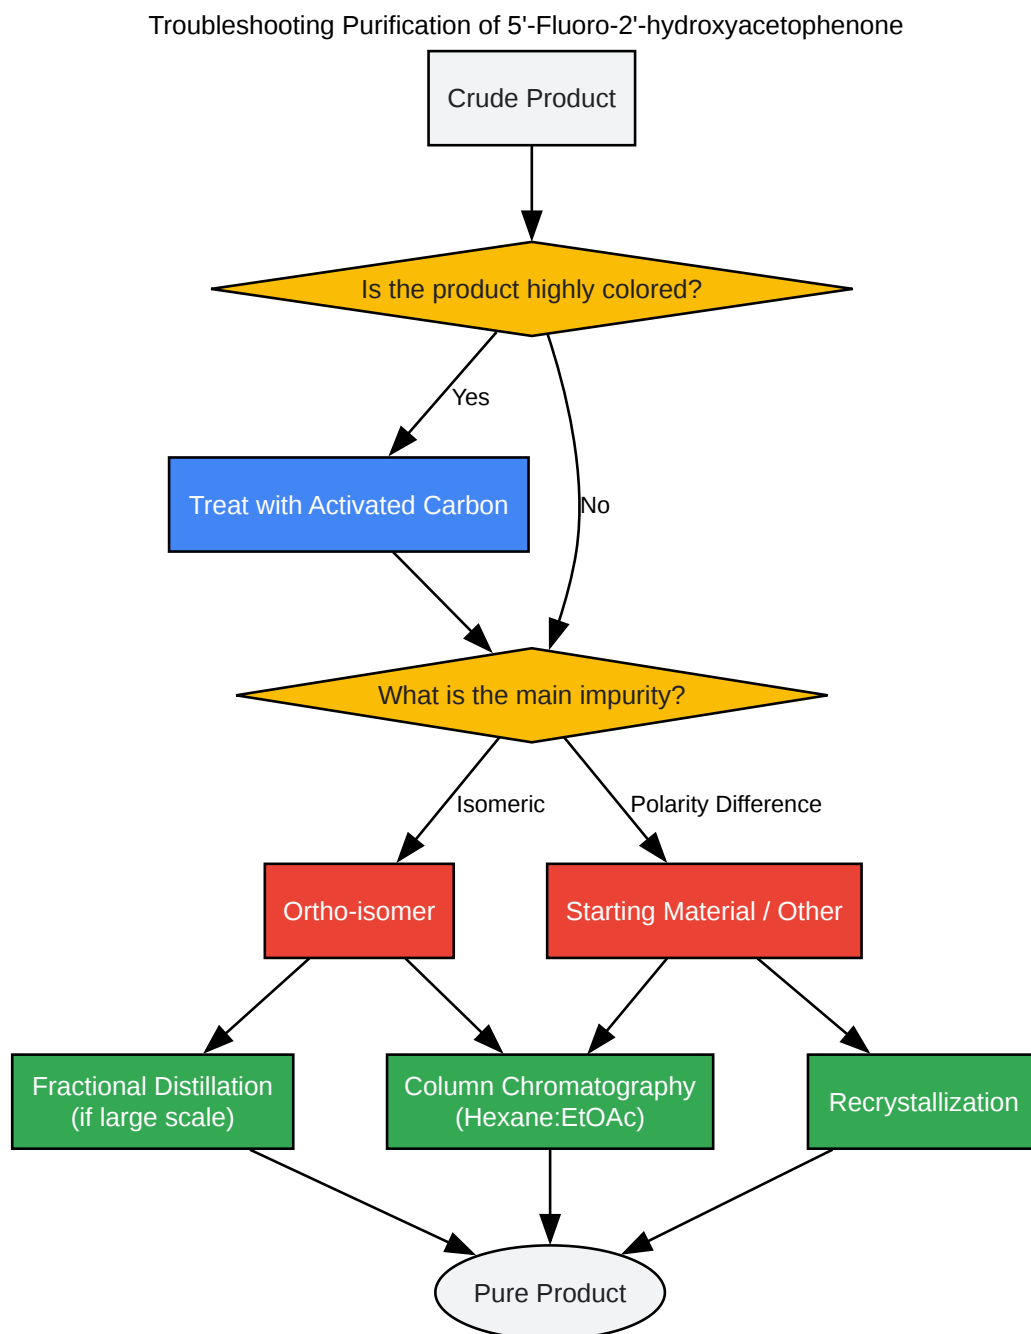 Troubleshooting Purification of 5'-Fluoro-2'-hydroxyacetophenone
Crude Product
Is the product highly colored?
Yes
Treat with Activated Carbon
No
What is the main impurity?
Isomeric
Polarity Difference
Ortho-isomer
Starting Material / Other
Fractional Distillation
(if large scale)
Column Chromatography
(Hexane:EtOAc)
Recrystallization
Pure Product